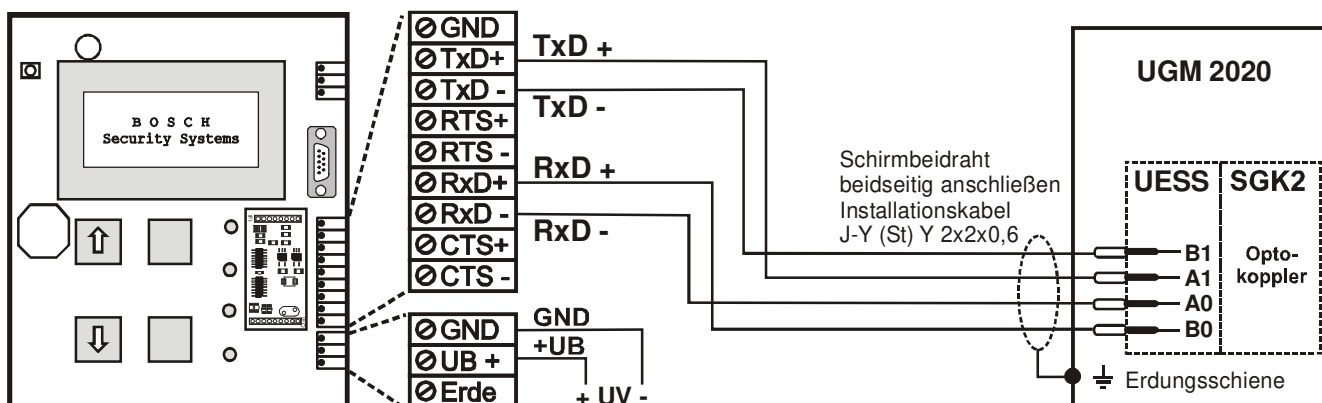 B O S C H
Security Systems
GND
TxD+
TxD -
RTS+
RTS -
RxD+
RxD -
CTS+
CTS -
GND
UB +
Erde
TxD +
TxD -
RxD +
RxD -
GND
+UB
+ UV -
Schirmbeidraht
beidseitig anschließen
Installationskabel
J-Y (St) Y 2x2x0,6
UGM 2020
UESS SGK2
B1
A1
A0
B0
Opto-
koppler
Erdungsschiene